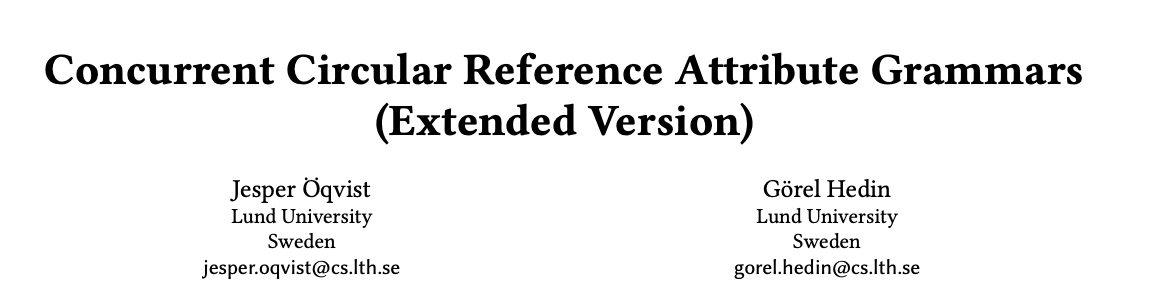 Concurrent Circular Reference Attribute Grammars
(Extended Version)
Jesper Öqvist
Lund University
Sweden
jesper.oqvist@cs.lth.se
Görel Hedin
Lund University
Sweden
gorel.hedin@cs.lth.se